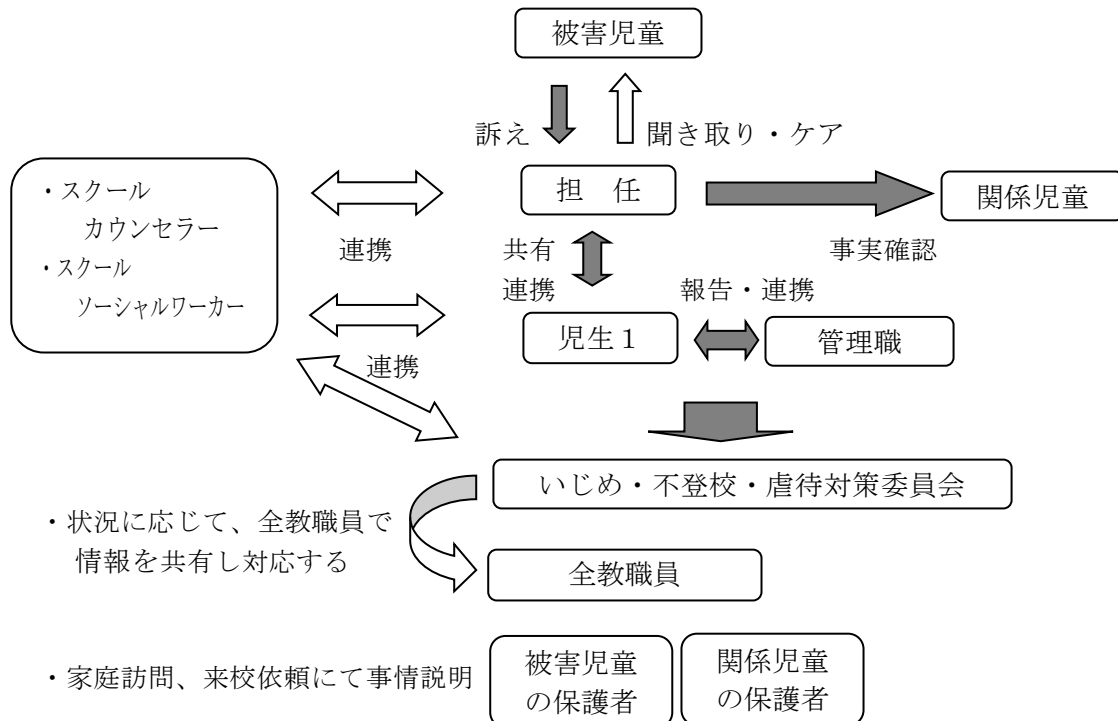 被害児童
訴え
聞き取り・ケア
・スクール
カウンセラー
・スクール
ソーシャルワーカー
連携
担　任
関係児童
事実確認
共有
連携
報告・連携
児生１
管理職
連携
いじめ・不登校・虐待対策委員会
・状況に応じて、全教職員で
情報を共有し対応する
全教職員
・家庭訪問、来校依頼にて事情説明
被害児童
の保護者
関係児童
の保護者